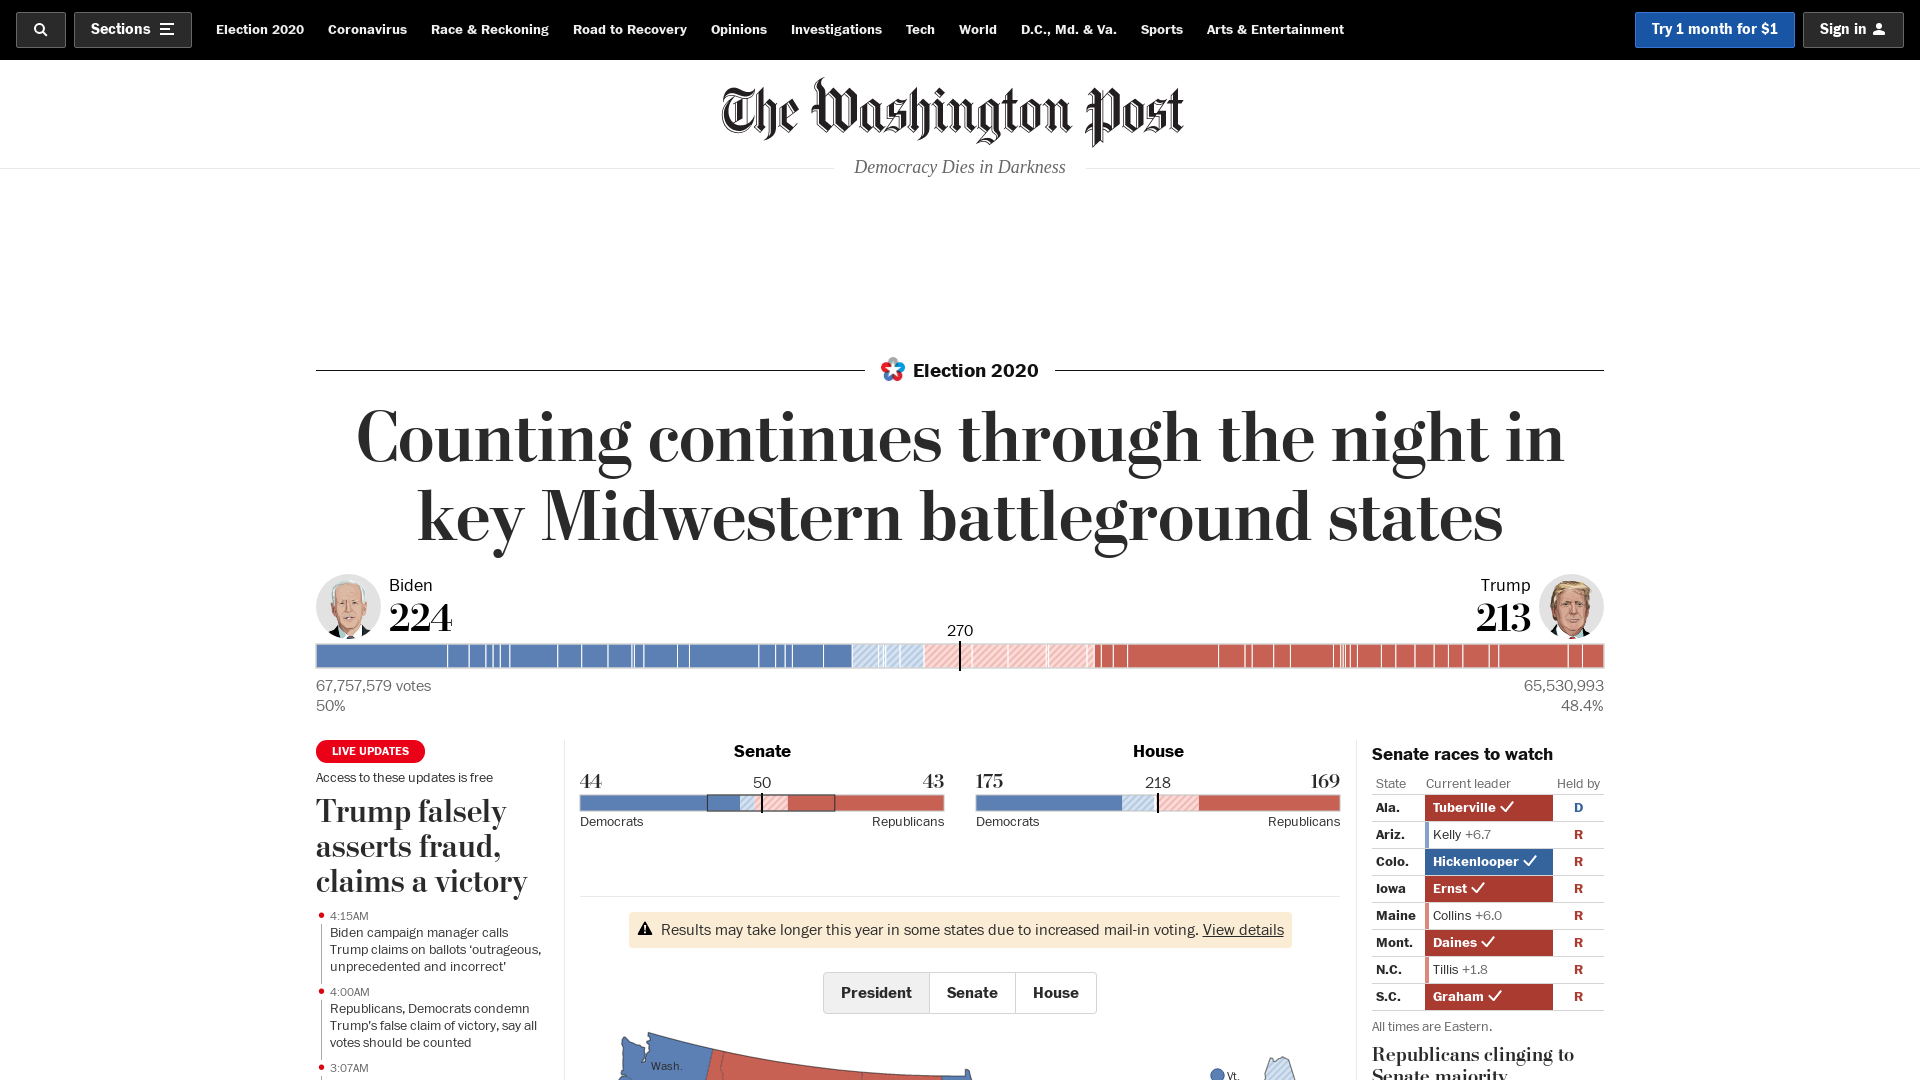 Sections
Election 2020
Coronavirus
Race & Reckoning
Road to Recovery
Opinions
Investigations
Tech
World
D.C., Md. & Va.
Sports
Arts & Entertainment
Try 1 month for $1
Sign in
The Washington Post
Democracy Dies in Darkness
Election 2020
Counting continues through the night in
key Midwestern battleground states
Biden
224
Trump
213
270
67,757,579 votes
50%
65,530,993
48.4%
LIVE UPDATES
Access to these updates is free
Trump falsely
asserts fraud,
claims a victory
4:15AM
Biden campaign manager calls
Trump claims on ballots ‘outrageous,
unprecedented and incorrect’
4:00AM
Republicans, Democrats condemn
Trump’s false claim of victory, say all
votes should be counted
3:07AM
Senate
44
50
43
Democrats
Republicans
House
175
218
169
Democrats
Republicans
Results may take longer this year in some states due to increased mail-in voting. View details
President
Senate
House
Wash.
Vt.
Senate races to watch
State Current leader Held by
Ala. Tuberville D
Ariz. Kelly +6.7 R
Colo. Hickenlooper R
Iowa Ernst R
Maine Collins +6.0 R
Mont. Daines R
N.C. Tillis +1.8 R
S.C. Graham R
All times are Eastern.
Republicans clinging to
Senate majority